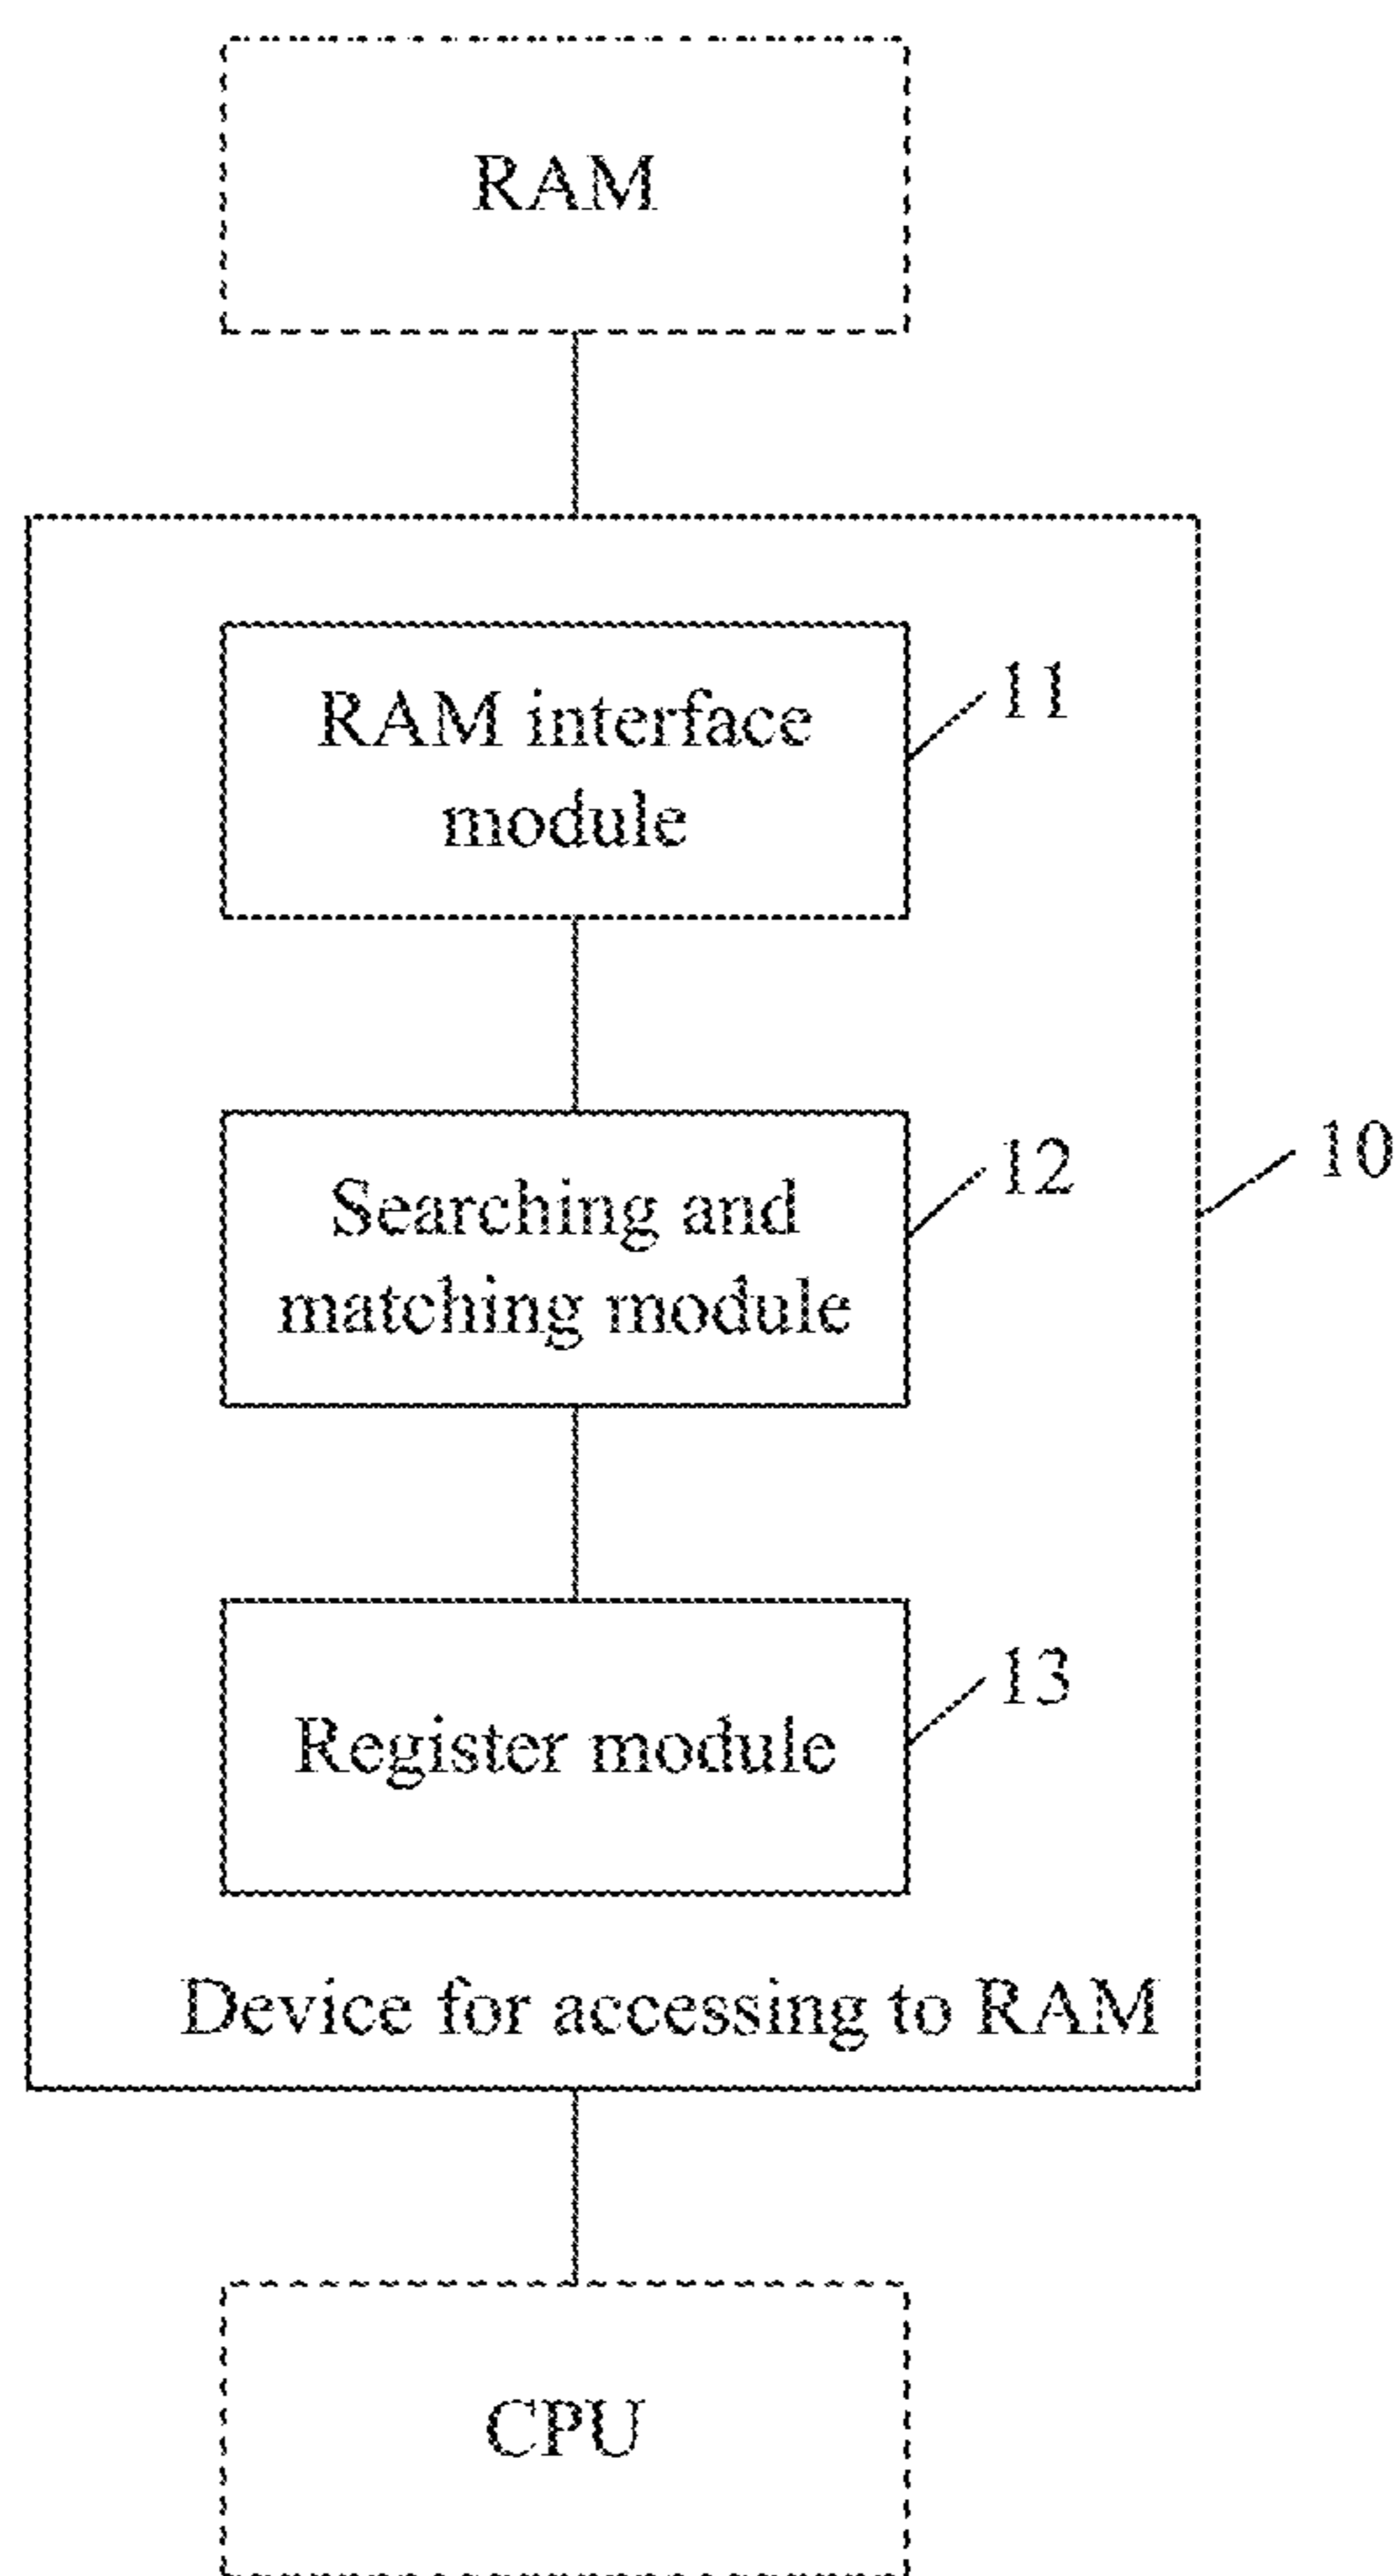 RAM
RAM interface
module
11
Searching and
matching module
12
10
Register module
13
Device for accessing to RAM
CPU